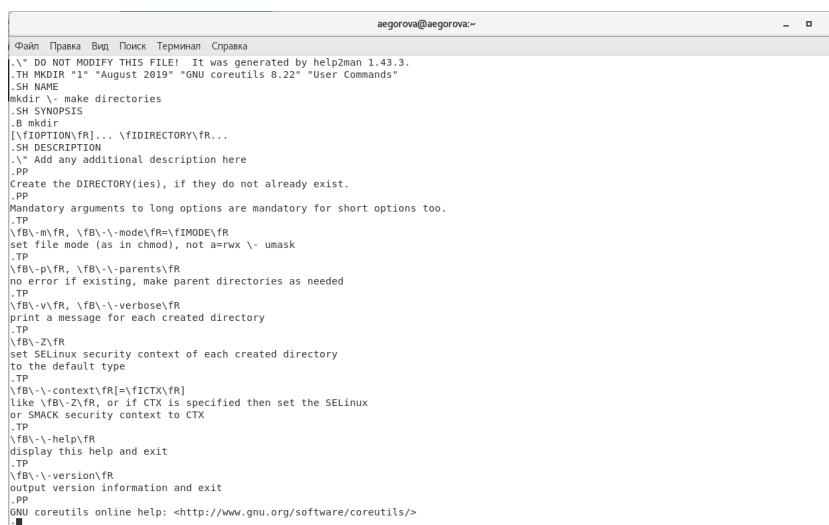 aegorova@aegorova:~
Файл Правка Вид Поиск Терминал Справка
.\" DO NOT MODIFY THIS FILE!  It was generated by help2man 1.43.3.
.TH MKDIR "1" "August 2019" "GNU coreutils 8.22" "User Commands"
.SH NAME
mkdir \- make directories
.SH SYNOPSIS
.B mkdir
[\fIOPTION\fR]... \fIDIRECTORY\fR...
.SH DESCRIPTION
.\" Add any additional description here
.PP
Create the DIRECTORY(ies), if they do not already exist.
.PP
Mandatory arguments to long options are mandatory for short options too.
.TP
\fB\-m\fR, \fB\-\-mode\fR=\fIMODE\fR
set file mode (as in chmod), not a=rwx \- umask
.TP
\fB\-p\fR, \fB\-\-parents\fR
no error if existing, make parent directories as needed
.TP
\fB\-v\fR, \fB\-\-verbose\fR
print a message for each created directory
.TP
\fB\-Z\fR
set SELinux security context of each created directory
to the default type
.TP
\fB\-\-context\fR[=\fICTX\fR]
like \fB\-Z\fR, or if CTX is specified then set the SELinux
or SMACK security context to CTX
.TP
\fB\-\-help\fR
display this help and exit
.TP
\fB\-\-version\fR
output version information and exit
.PP
GNU coreutils online help: <http://www.gnu.org/software/coreutils/>
: